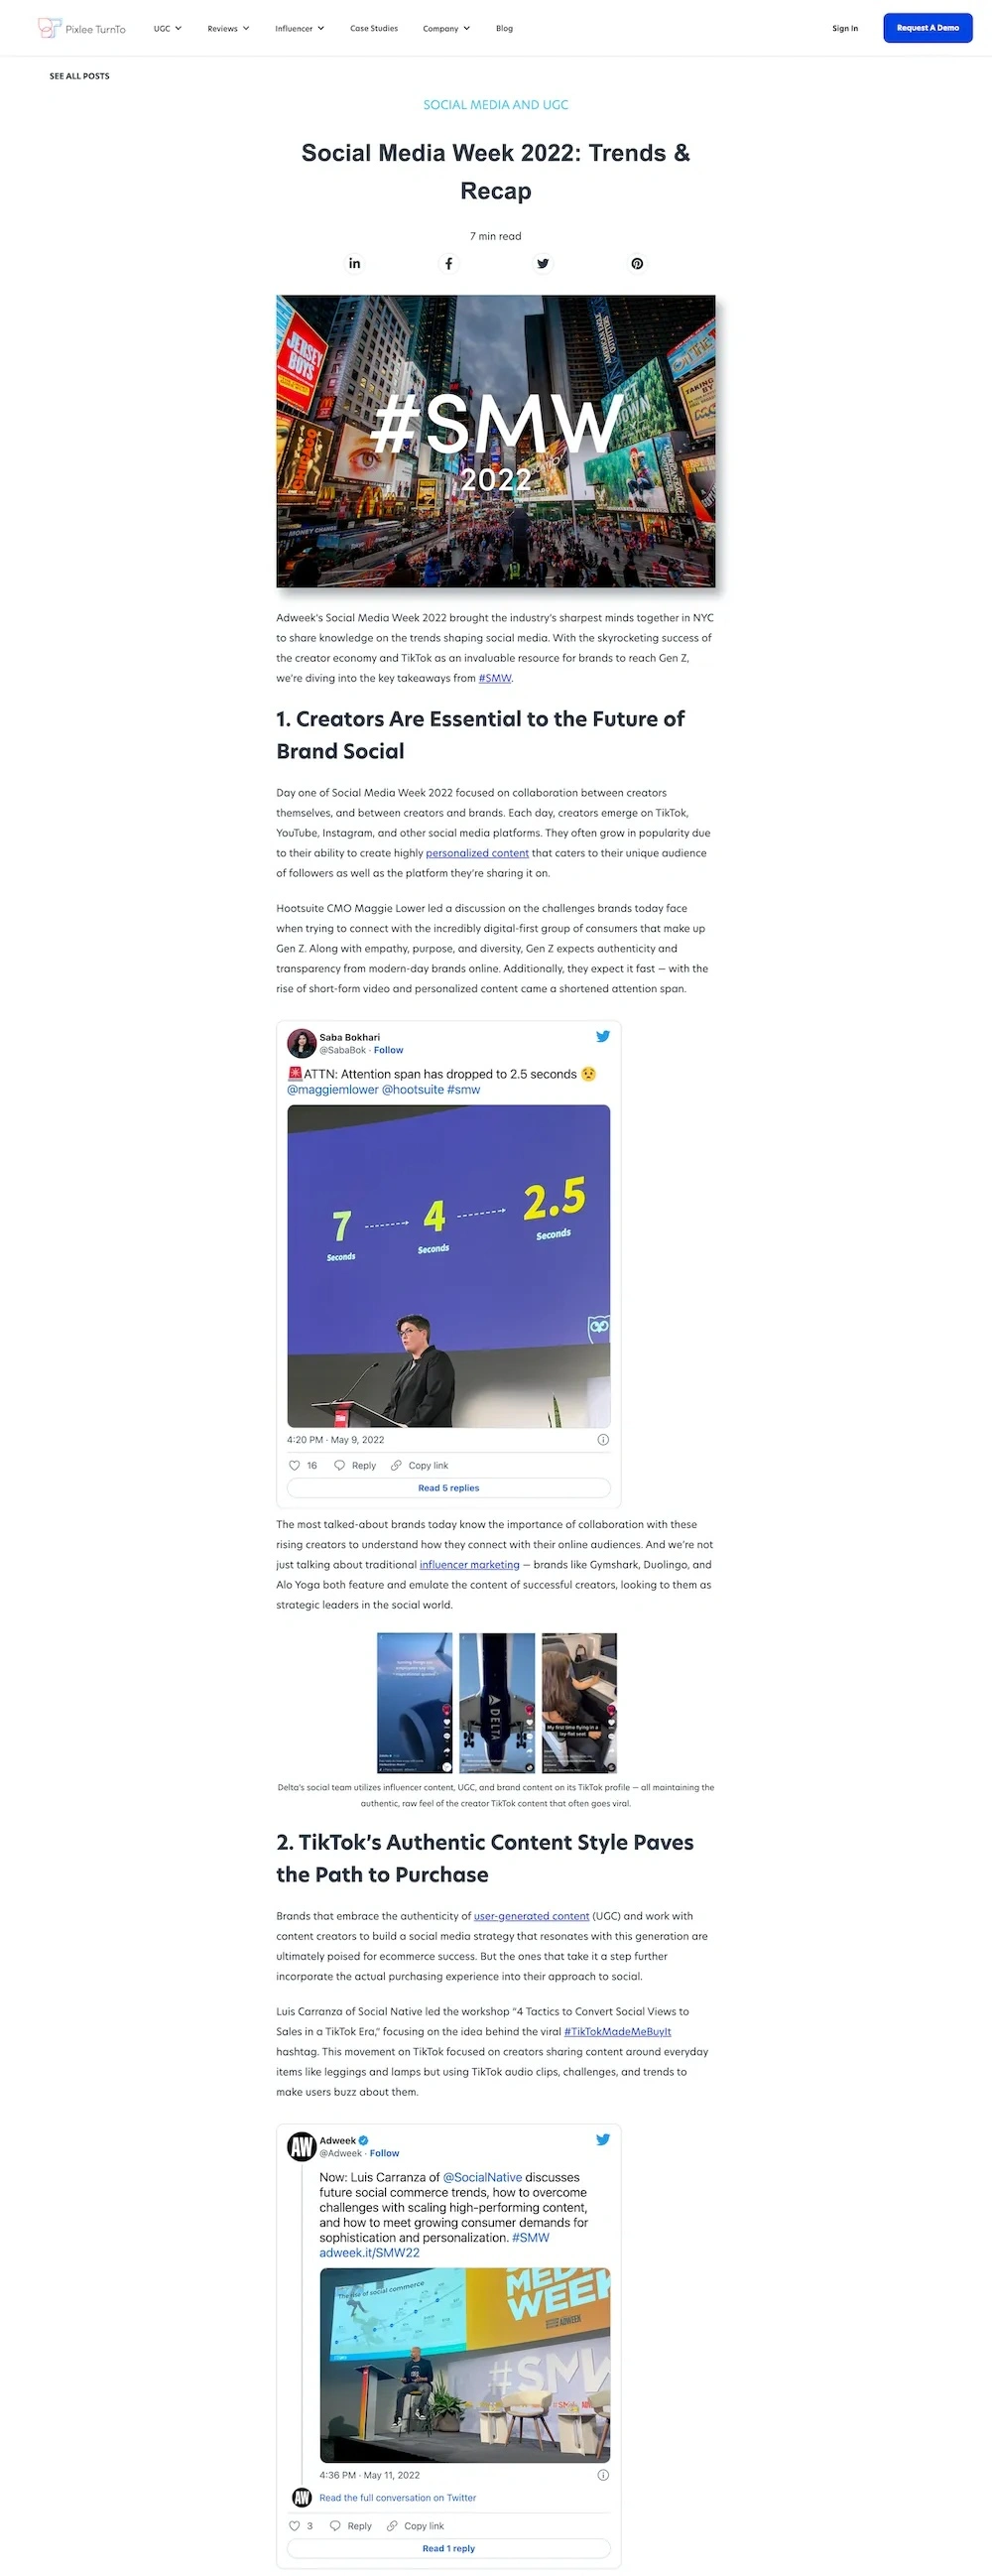 Pixlee TurnTo
UGC
Reviews
Influencer
Case Studies
Company
Blog
Sign In
Request A Demo
SEE ALL POSTS
SOCIAL MEDIA AND UGC
Social Media Week 2022: Trends &
Recap
7 min read
JERSEY
BOYS
CHICAGO
TAKING
BY
#SMW
2022
Adweek's Social Media Week 2022 brought the industry's sharpest minds together in NYC
to share knowledge on the trends shaping social media. With the skyrocketing success of
the creator economy and TikTok as an invaluable resource for brands to reach Gen Z,
we're diving into the key takeaways from #SMW.
1. Creators Are Essential to the Future of
Brand Social
Day one of Social Media Week 2022 focused on collaboration between creators
themselves, and between creators and brands. Each day, creators emerge on TikTok,
YouTube, Instagram, and other social media platforms. They often grow in popularity due
to their ability to create highly personalized content that caters to their unique audience
of followers as well as the platform they're sharing it on.
Hootsuite CMO Maggie Lower led a discussion on the challenges brands today face
when trying to connect with the incredibly digital-first group of consumers that make up
Gen Z. Along with empathy, purpose, and diversity, Gen Z expects authenticity and
transparency from modern-day brands online. Additionally, they expect it fast — with the
rise of short-form video and personalized content came a shortened attention span.
Saba Bokhari
@SabaBok · Follow
🚨ATTN: Attention span has dropped to 2.5 seconds 😟
@maggiemlower @hootsuite #smw
7 4 2.5
Seconds Seconds Seconds
4:20 PM · May 9, 2022
16 Reply Copy link
Read 5 replies
The most talked-about brands today know the importance of collaboration with these
rising creators to understand how they connect with their online audiences. And we're not
just talking about traditional influencer marketing — brands like Gymshark, Duolingo, and
Alo Yoga both feature and emulate the content of successful creators, looking to them as
strategic leaders in the social world.
DELTA
My first time flying in a
lay-flat seat
Delta's social team utilizes influencer content, UGC, and brand content on its TikTok profile — all maintaining the
authentic, raw feel of the creator TikTok content that often goes viral.
2. TikTok's Authentic Content Style Paves
the Path to Purchase
Brands that embrace the authenticity of user-generated content (UGC) and work with
content creators to build a social media strategy that resonates with this generation are
ultimately poised for ecommerce success. But the ones that take it a step further
incorporate the actual purchasing experience into their approach to social.
Luis Carranza of Social Native led the workshop "4 Tactics to Convert Social Views to
Sales in a TikTok Era," focusing on the idea behind the viral #TikTokMadeMeBuyIt
hashtag. This movement on TikTok focused on creators sharing content around everyday
items like leggings and lamps but using TikTok audio clips, challenges, and trends to
make users buzz about them.
AW
Adweek
@Adweek · Follow
Now: Luis Carranza of @SocialNative discusses
future social commerce trends, how to overcome
challenges with scaling high-performing content,
and how to meet growing consumer demands for
sophistication and personalization. #SMW
adweek.it/SMW22
The rise of social commerce
MEDIA
WEEK
ADWEEK
#SMW
4:36 PM · May 11, 2022
AW
Read the full conversation on Twitter
3 Reply Copy link
Read 1 reply